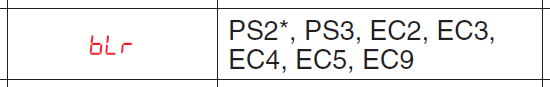 bLr
PS2*, PS3, EC2, EC3,
EC4, EC5, EC9